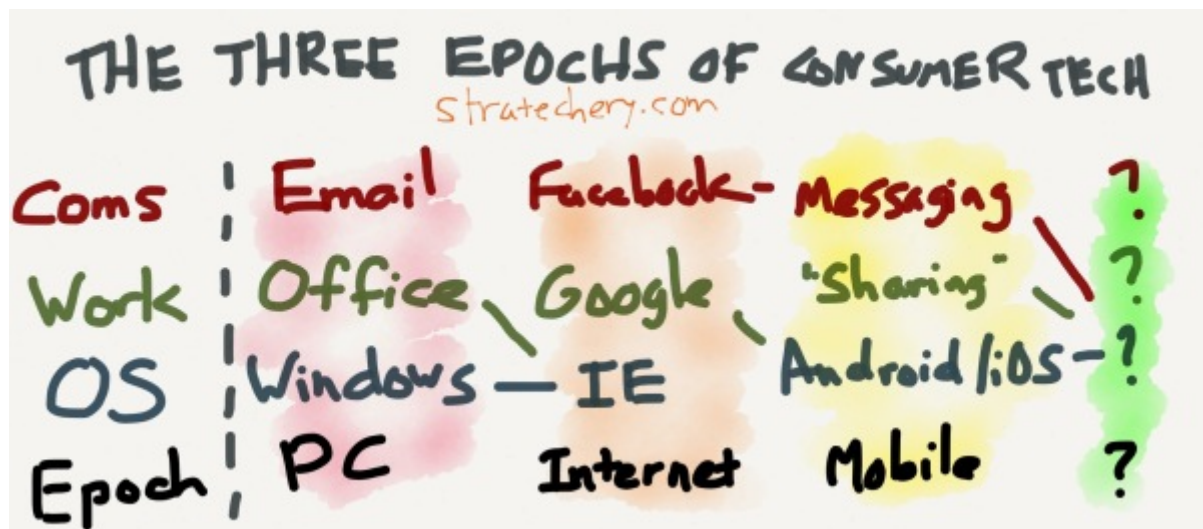 THE THREE EPOCHS OF CONSUMER TECH
stratechery.com
Coms Email Facebook Messaging ?
Work Office Google "Sharing" ?
OS Windows IE Android/iOS ?
Epoch PC Internet Mobile ?